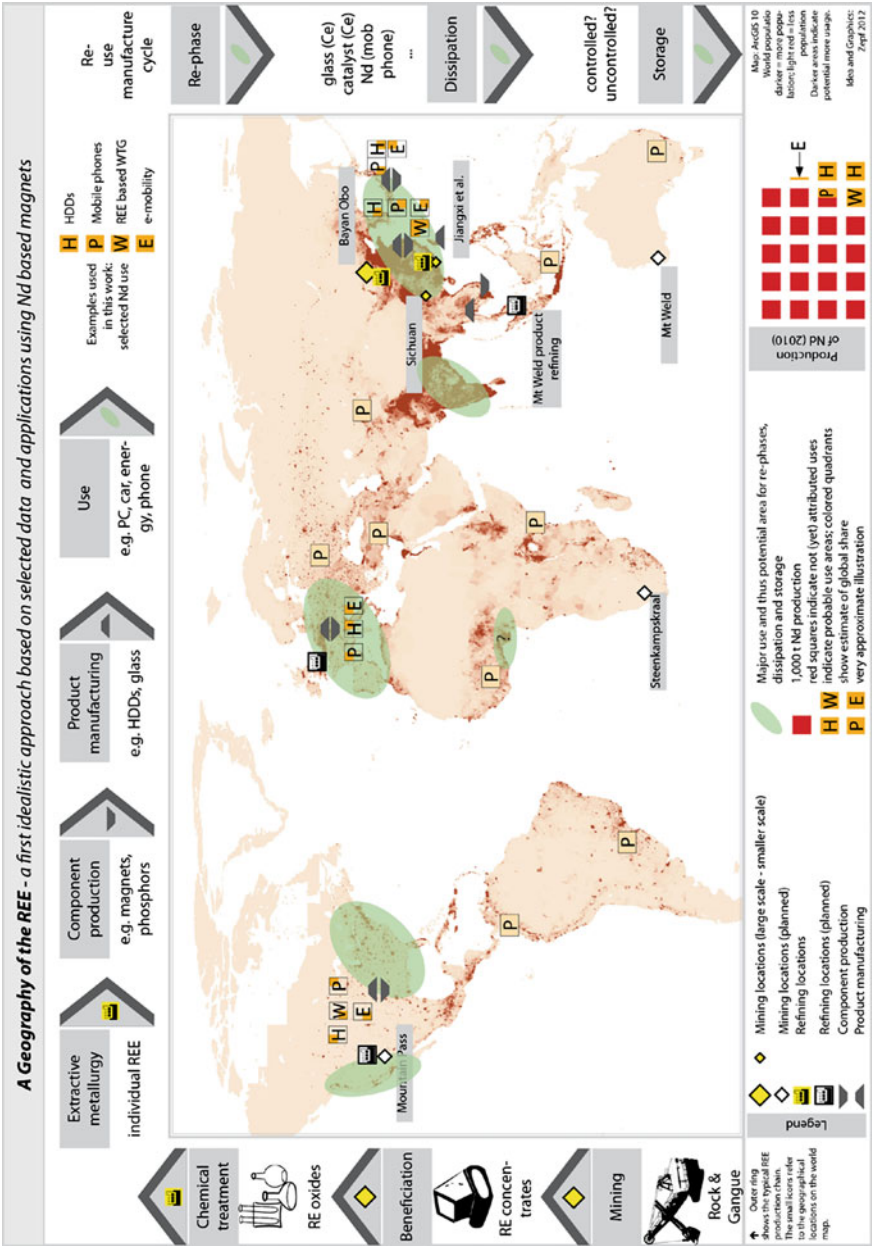 A Geography of the REE - a first idealistic approach based on selected data and applications using Nd based magnets
Extractive
metallurgy
individual REE
Component
production
e.g. magnets,
phosphors
Product
manufacturing
e.g. HDDs, glass
Use
e.g. PC, car, ener-
gy, phone
Examples used
in this work:
selected Nd use
H HDDs
P Mobile phones
W REE based WTG
E e-mobility
Re-
use
manufacture
cycle
Re-phase
glass (Ce)
catalyst (Ce)
Nd (mob
phone)
...
Dissipation
controlled?
uncontrolled?
Storage
Chemical
treatment
RE oxides
Beneficiation
RE concen-
trates
Mining
Rock &
Gangue
H W P
E
Mountain Pass
P
P
P H E
P
P
P
P
?
P
Steenkampskraal
Bayan Obo
H
P
W E
P H
E
Sichuan
Jiangxi et al.
Mt Weld product
refining
P
P
Mt Weld
↑ Outer ring
shows the typical REE
production chain.
The small icons refer
to the geographical
locations on the world
map.
Legend
Mining locations (large scale - smaller scale)
Mining locations (planned)
Refining locations
Refining locations (planned)
Component production
Product manufacturing
Major use and thus potential area for re-phases,
dissipation and storage
1,000 t Nd production
red squares indicate not (yet) attributed uses
H W
P E
indicate probable use areas; colored quadrants
show estimate of global share
very approximate illustration
Production
of Nd (2010)
E
P H
W H
Map: ArcGIS 10
World populatio
darker = more popu-
lation; light red = less
population
Darker areas indicate
potential more usage.
Idea and Graphics:
Zepf 2012